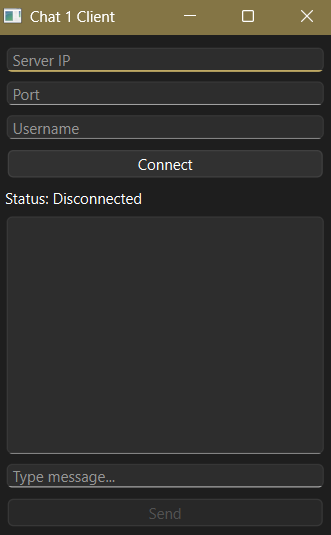 Chat 1 Client
Server IP
Port
Username
Connect
Status: Disconnected
Type message...
Send